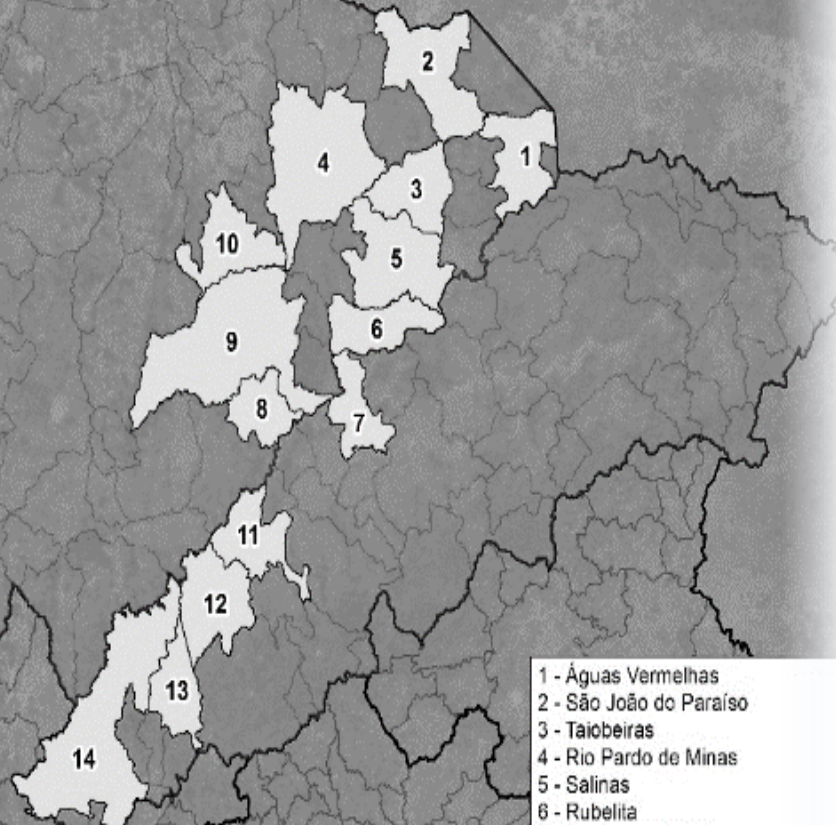 2
1
4
3
10
5
6
9
8
7
11
12
13
14
1 - Águas Vermelhas
2 - São João do Paraíso
3 - Taiobeiras
4 - Rio Pardo de Minas
5 - Salinas
6 - Rubelita